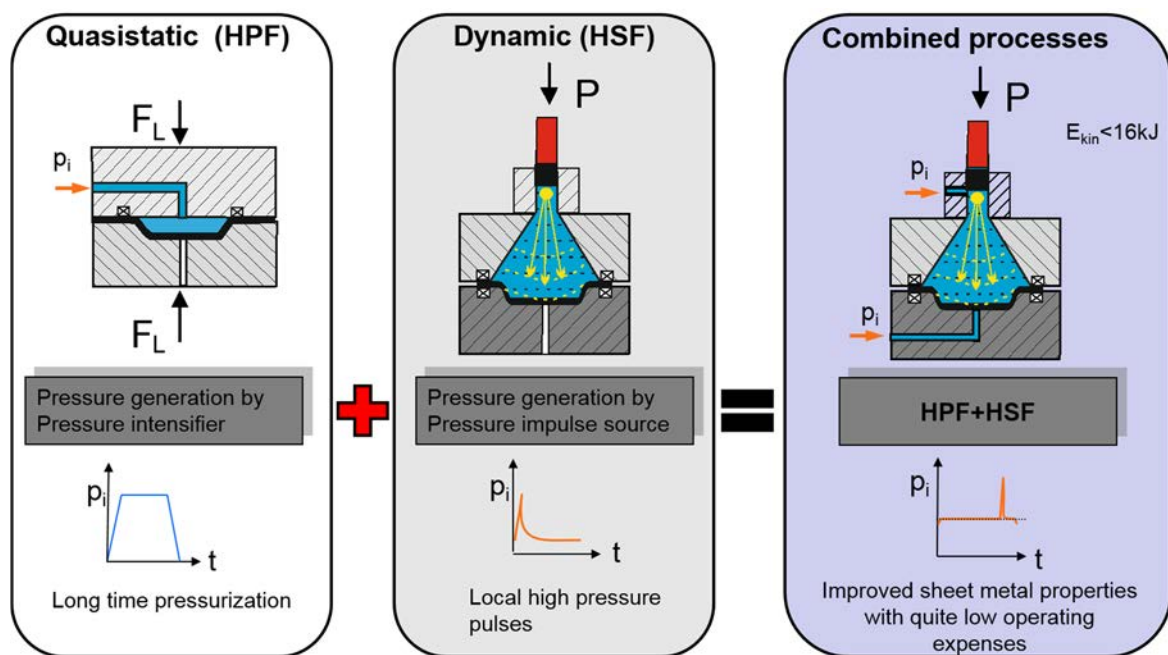 Quasistatic (HPF)
F_L
p_i
F_L
Pressure generation by
Pressure intensifier
p_i
t
Long time pressurization
Dynamic (HSF)
P
Pressure generation by
Pressure impulse source
p_i
t
Local high pressure
pulses
Combined processes
P
E_kin<16kJ
p_i
p_i
HPF+HSF
p_i
t
Improved sheet metal properties
with quite low operating
expenses